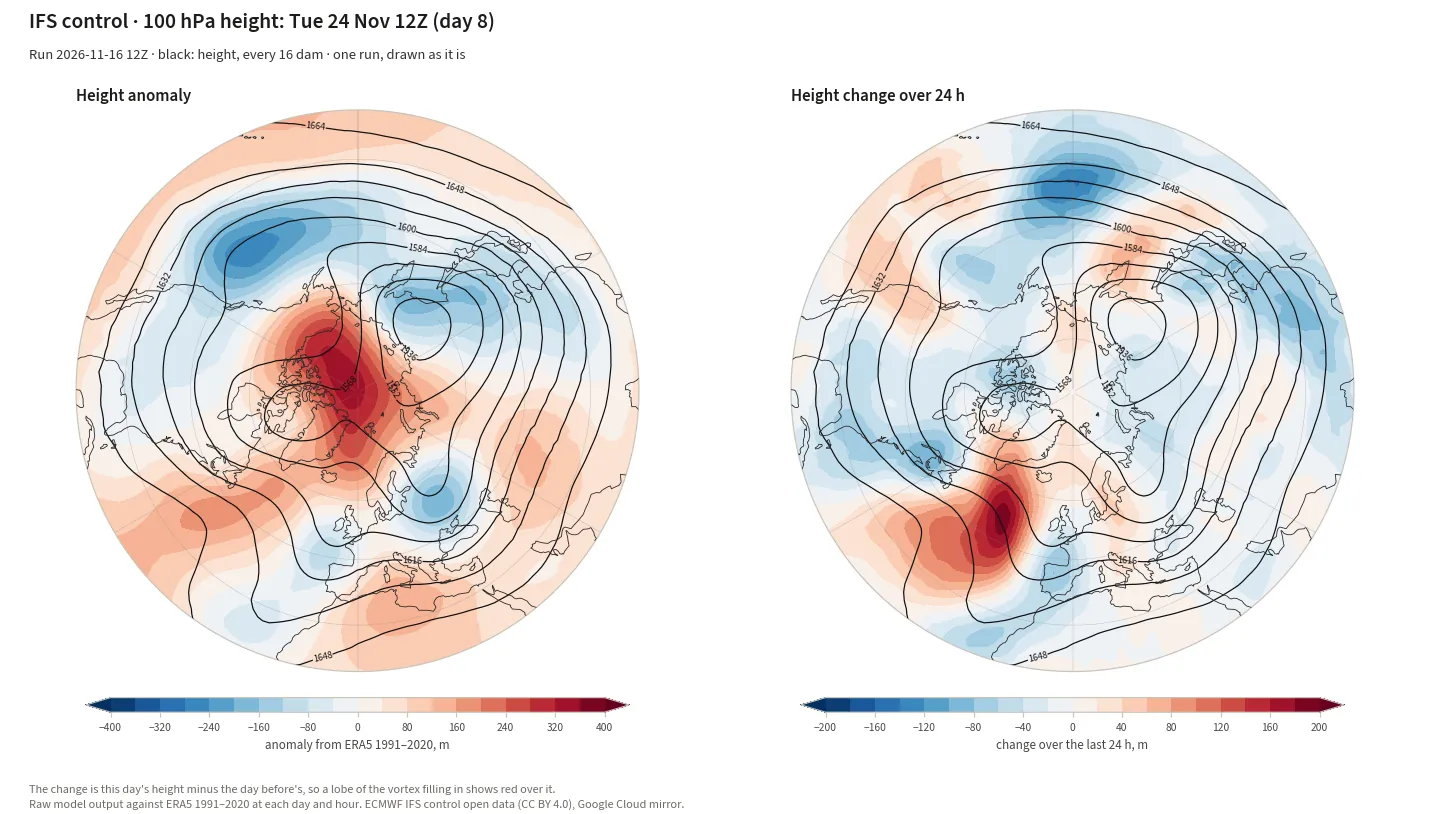 IFS control · 100 hPa height: Tue 24 Nov 12Z (day 8)
Run 2026-11-16 12Z · black: height, every 16 dam · one run, drawn as it is
Height anomaly
Height change over 24 h
1664
1648
1600
1584
1632
1536
1568
1552
1616
1648
1664
1648
1600
1584
1632
1536
1568
1552
1616
1648
−400 −320 −240 −160 −80 0 80 160 240 320 400
anomaly from ERA5 1991–2020, m
−200 −160 −120 −80 −40 0 40 80 120 160 200
change over the last 24 h, m
The change is this day's height minus the day before's, so a lobe of the vortex filling in shows red over it.
Raw model output against ERA5 1991–2020 at each day and hour. ECMWF IFS control open data (CC BY 4.0), Google Cloud mirror.